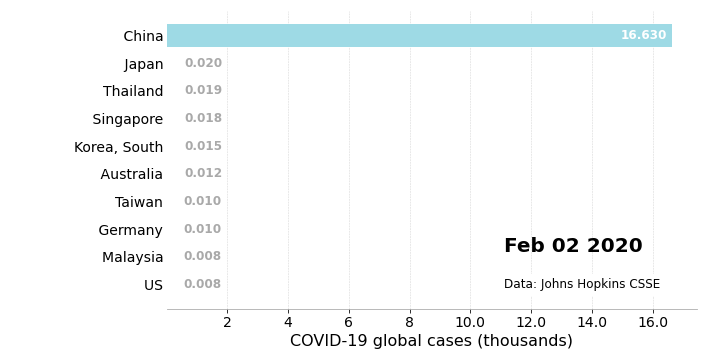 China 16.630
Japan 0.020
Thailand 0.019
Singapore 0.018
Korea, South 0.015
Australia 0.012
Taiwan 0.010
Germany 0.010
Malaysia 0.008
US 0.008
Feb 02 2020
Data: Johns Hopkins CSSE
2 4 6 8 10.0 12.0 14.0 16.0
COVID-19 global cases (thousands)